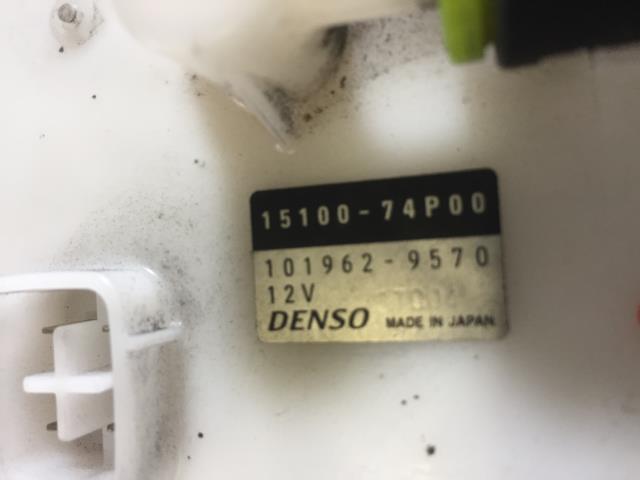 15100-74P00
101962-9570
12V
DENSO MADE IN JAPAN